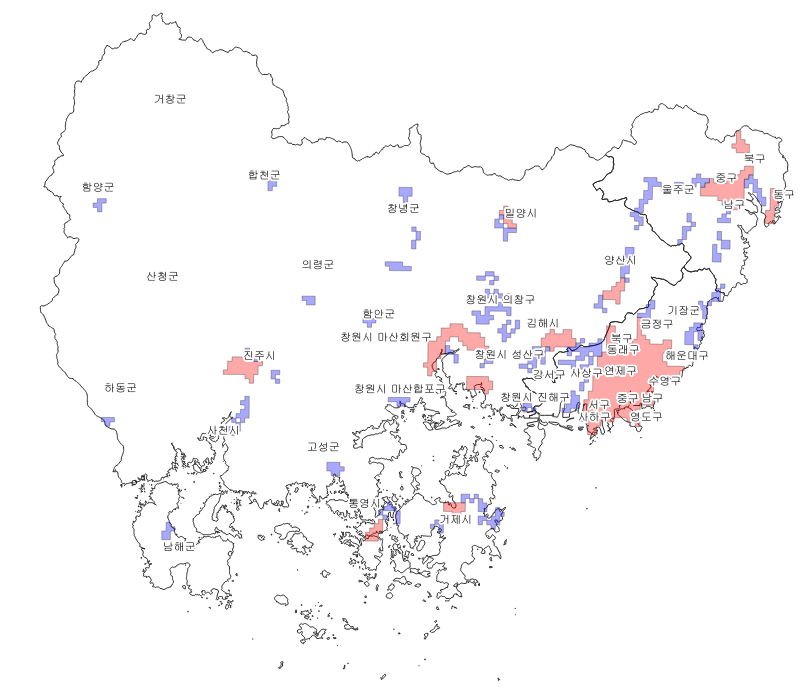 거창군
북구
합천군
중구
함양군
울주군
동구
남구
창녕군
밀양시
양산시
의령군
산청군
창원시 의창구
기장군
함안군
김해시
금정구
창원시 마산회원구
북구
동래구
진주시
창원시 성산구
해운대구
강서구
사상구
연제구
수영구
하동군
창원시 마산합포구
창원시 진해구
중구
남구
서구
사하구
영도구
사천시
고성군
통영시
거제시
남해군